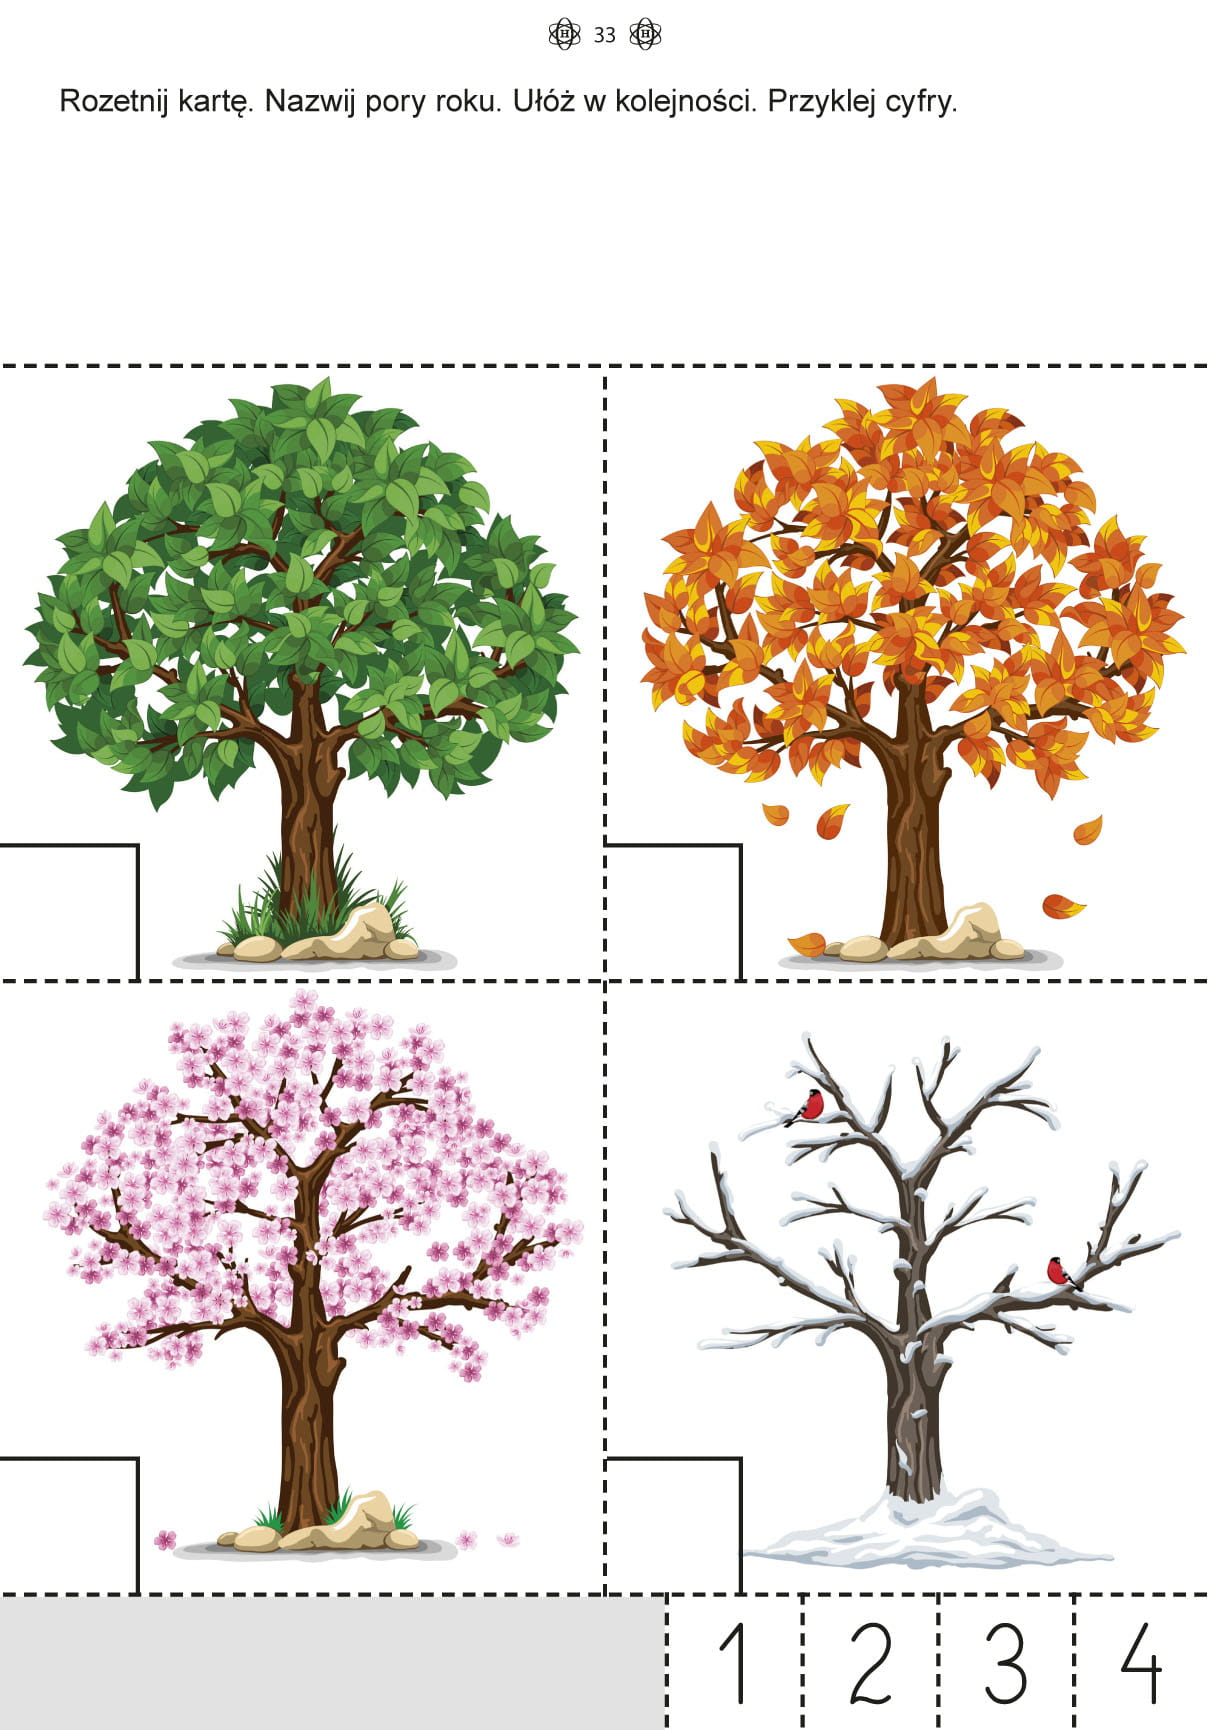 33
Rozetnij kartę. Nazwij pory roku. Ułóż w kolejności. Przyklej cyfry.
1 2 3 4